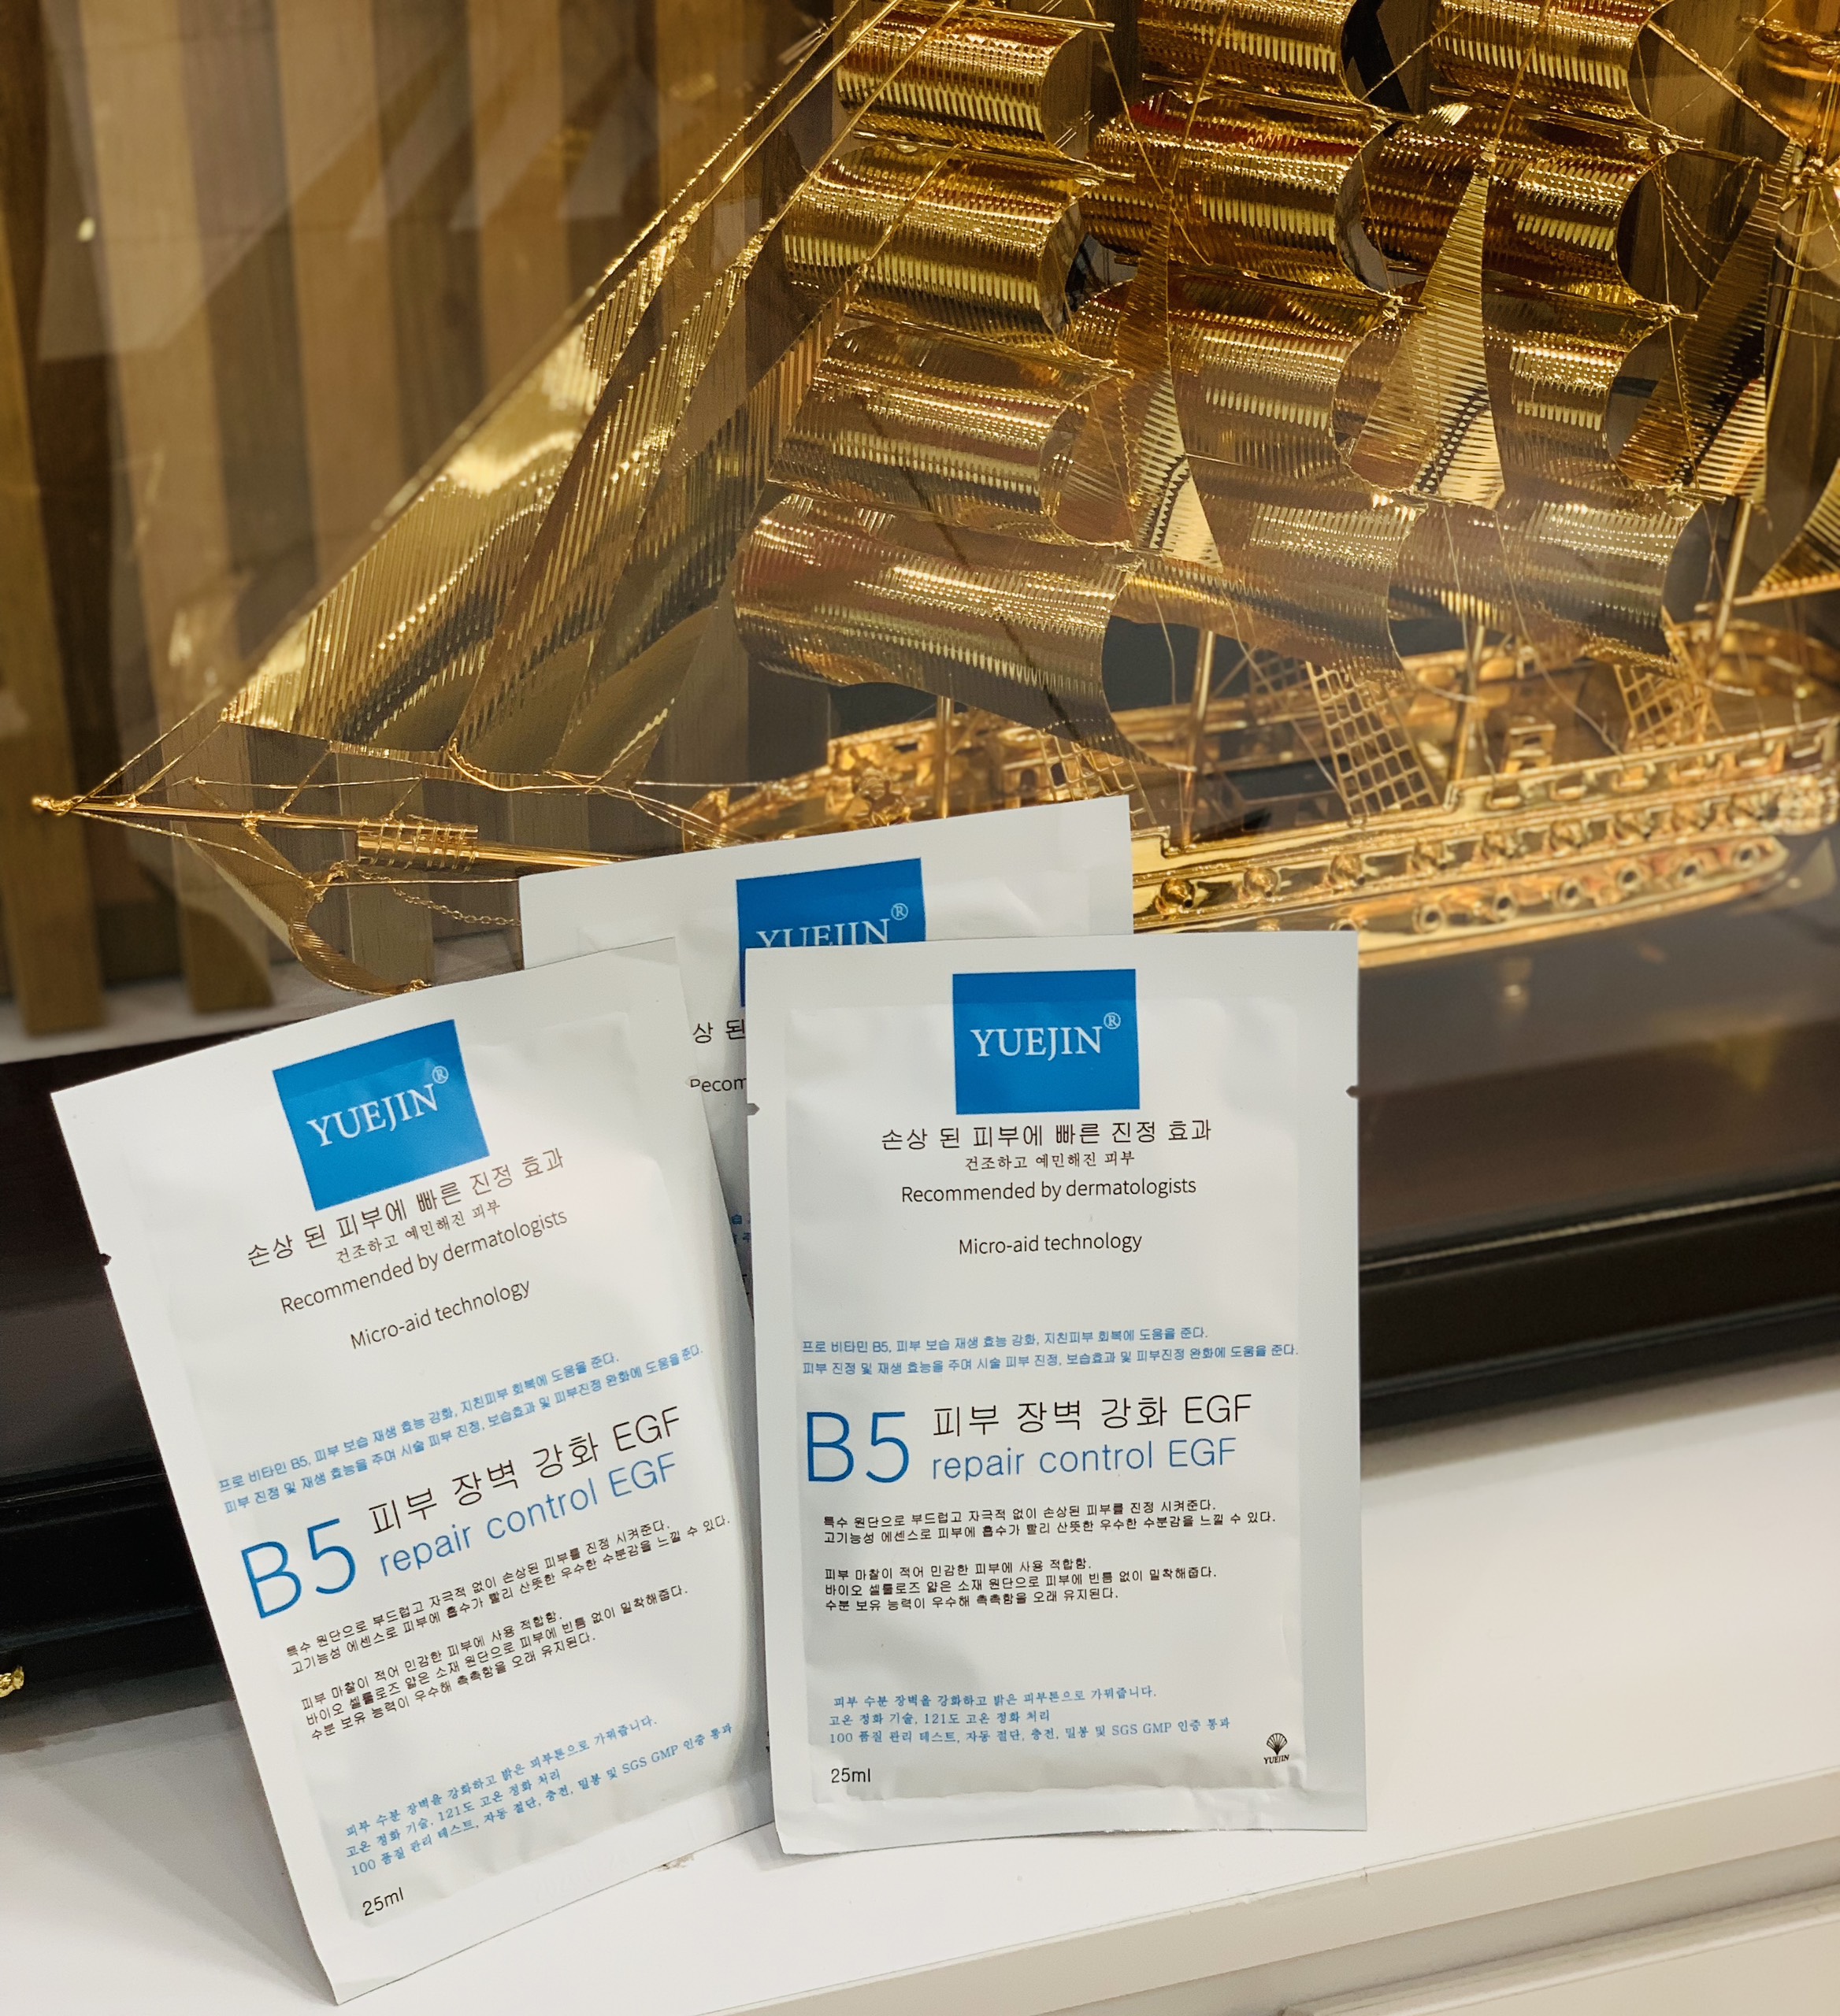 YUEJIN®
상 된
Recom
YUEJIN®
손상 된 피부에 빠른 진정 효과
건조하고 예민해진 피부
Recommended by dermatologists
Micro-aid technology
프로 비타민 B5, 피부 보습 재생 효능 강화, 지친피부 회복에 도움을 준다.
피부 진정 및 재생 효능을 주며 시술 피부 진정, 보습효과 및 피부진정 완화에 도움을 준다.
B5 피부 장벽 강화 EGF
repair control EGF
특수 원단으로 부드럽고 자극적 없이 손상된 피부를 진정 시켜준다.
고기능성 에센스로 피부에 흡수가 빨리 산뜻한 우수한 수분감을 느낄 수 있다.
피부 마찰이 적어 민감한 피부에 사용 적합함.
바이오 셀룰로즈 얇은 소재 원단으로 피부에 빈틈 없이 밀착해줍다.
수분 보유 능력이 우수해 촉촉함을 오래 유지된다.
피부 수분 장벽을 강화하고 밝은 피부톤으로 가꿔줍니다.
고온 정화 기술, 121도 고온 정화 처리
100 품질 관리 테스트, 자동 절단, 충전, 밀봉 및 SGS GMP 인증 통과
25ml
YUEJIN®
손상 된 피부에 빠른 진정 효과
건조하고 예민해진 피부
Recommended by dermatologists
Micro-aid technology
프로 비타민 B5, 피부 보습 재생 효능 강화, 지친피부 회복에 도움을 준다.
피부 진정 및 재생 효능을 주며 시술 피부 진정, 보습효과 및 피부진정 완화에 도움을 준다.
B5 피부 장벽 강화 EGF
repair control EGF
특수 원단으로 부드럽고 자극적 없이 손상된 피부를 진정 시켜준다.
고기능성 에센스로 피부에 흡수가 빨리 산뜻한 우수한 수분감을 느낄 수 있다.
피부 마찰이 적어 민감한 피부에 사용 적합함.
바이오 셀룰로즈 얇은 소재 원단으로 피부에 빈틈 없이 밀착해줍다.
수분 보유 능력이 우수해 촉촉함을 오래 유지된다.
피부 수분 장벽을 강화하고 밝은 피부톤으로 가꿔줍니다.
고온 정화 기술, 121도 고온 정화 처리
100 품질 관리 테스트, 자동 절단, 충전, 밀봉 및 SGS GMP 인증 통과
YUEJIN
25ml